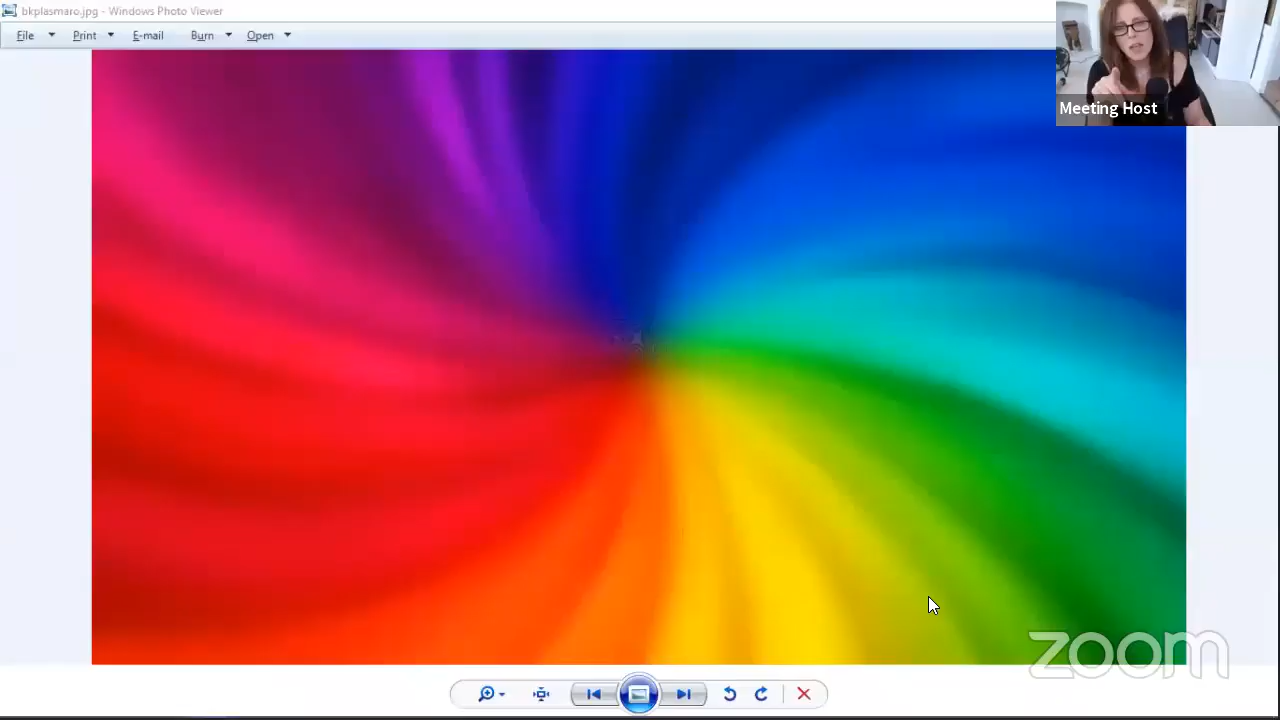 bkplasmaro.jpg - Windows Photo Viewer
File Print E-mail Burn Open
Meeting Host
zoom